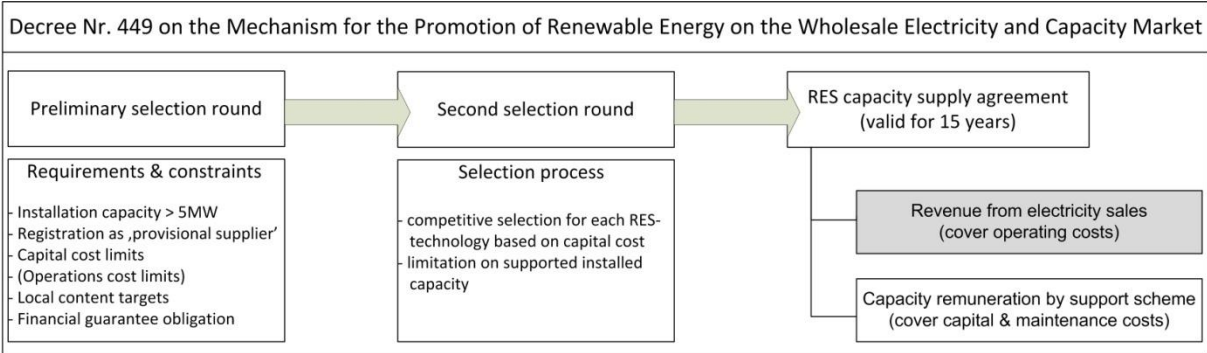 Decree Nr. 449 on the Mechanism for the Promotion of Renewable Energy on the Wholesale Electricity and Capacity Market
Preliminary selection round
Requirements & constraints
- Installation capacity > 5MW
- Registration as ‚provisional supplier’
- Capital cost limits
- (Operations cost limits)
- Local content targets
- Financial guarantee obligation
Second selection round
Selection process
- competitive selection for each RES-
technology based on capital cost
- limitation on supported installed
capacity
RES capacity supply agreement
(valid for 15 years)
Revenue from electricity sales
(cover operating costs)
Capacity remuneration by support scheme
(cover capital & maintenance costs)